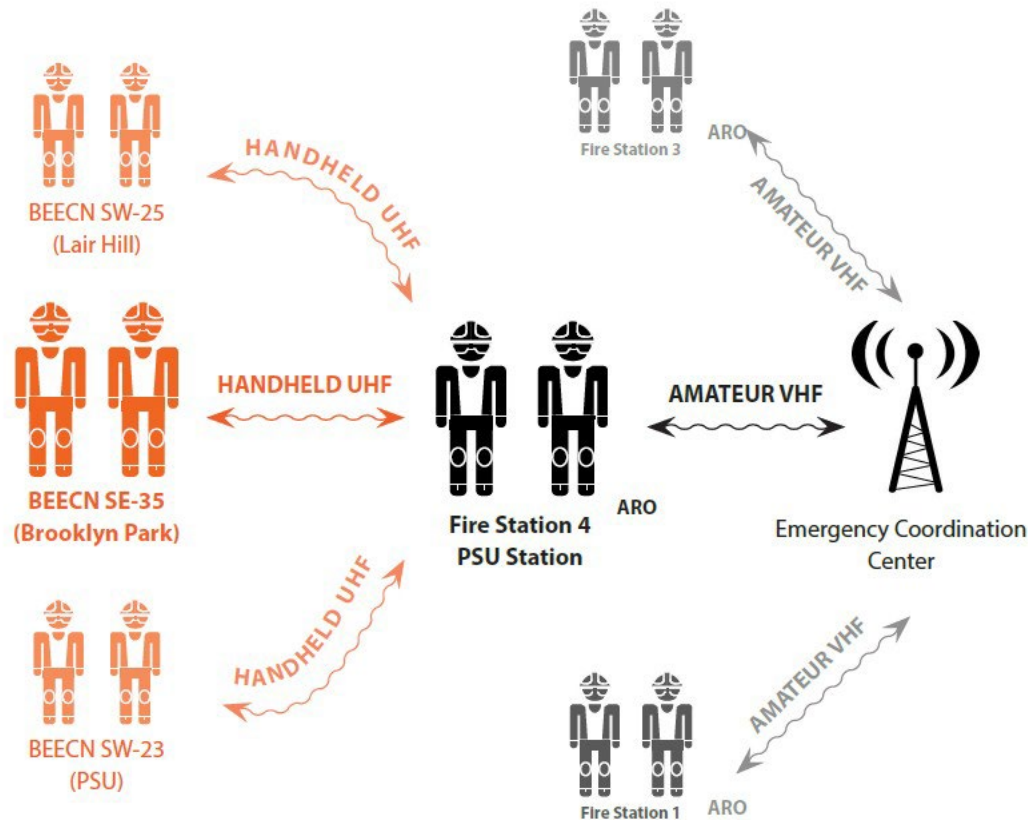 Fire Station 3
ARO
AMATEUR VHF
BEECN SW-25
(Lair Hill)
HANDHELD UHF
BEECN SE-35
(Brooklyn Park)
HANDHELD UHF
Fire Station 4
PSU Station
ARO
AMATEUR VHF
Emergency Coordination
Center
BEECN SW-23
(PSU)
HANDHELD UHF
Fire Station 1
ARO
AMATEUR VHF